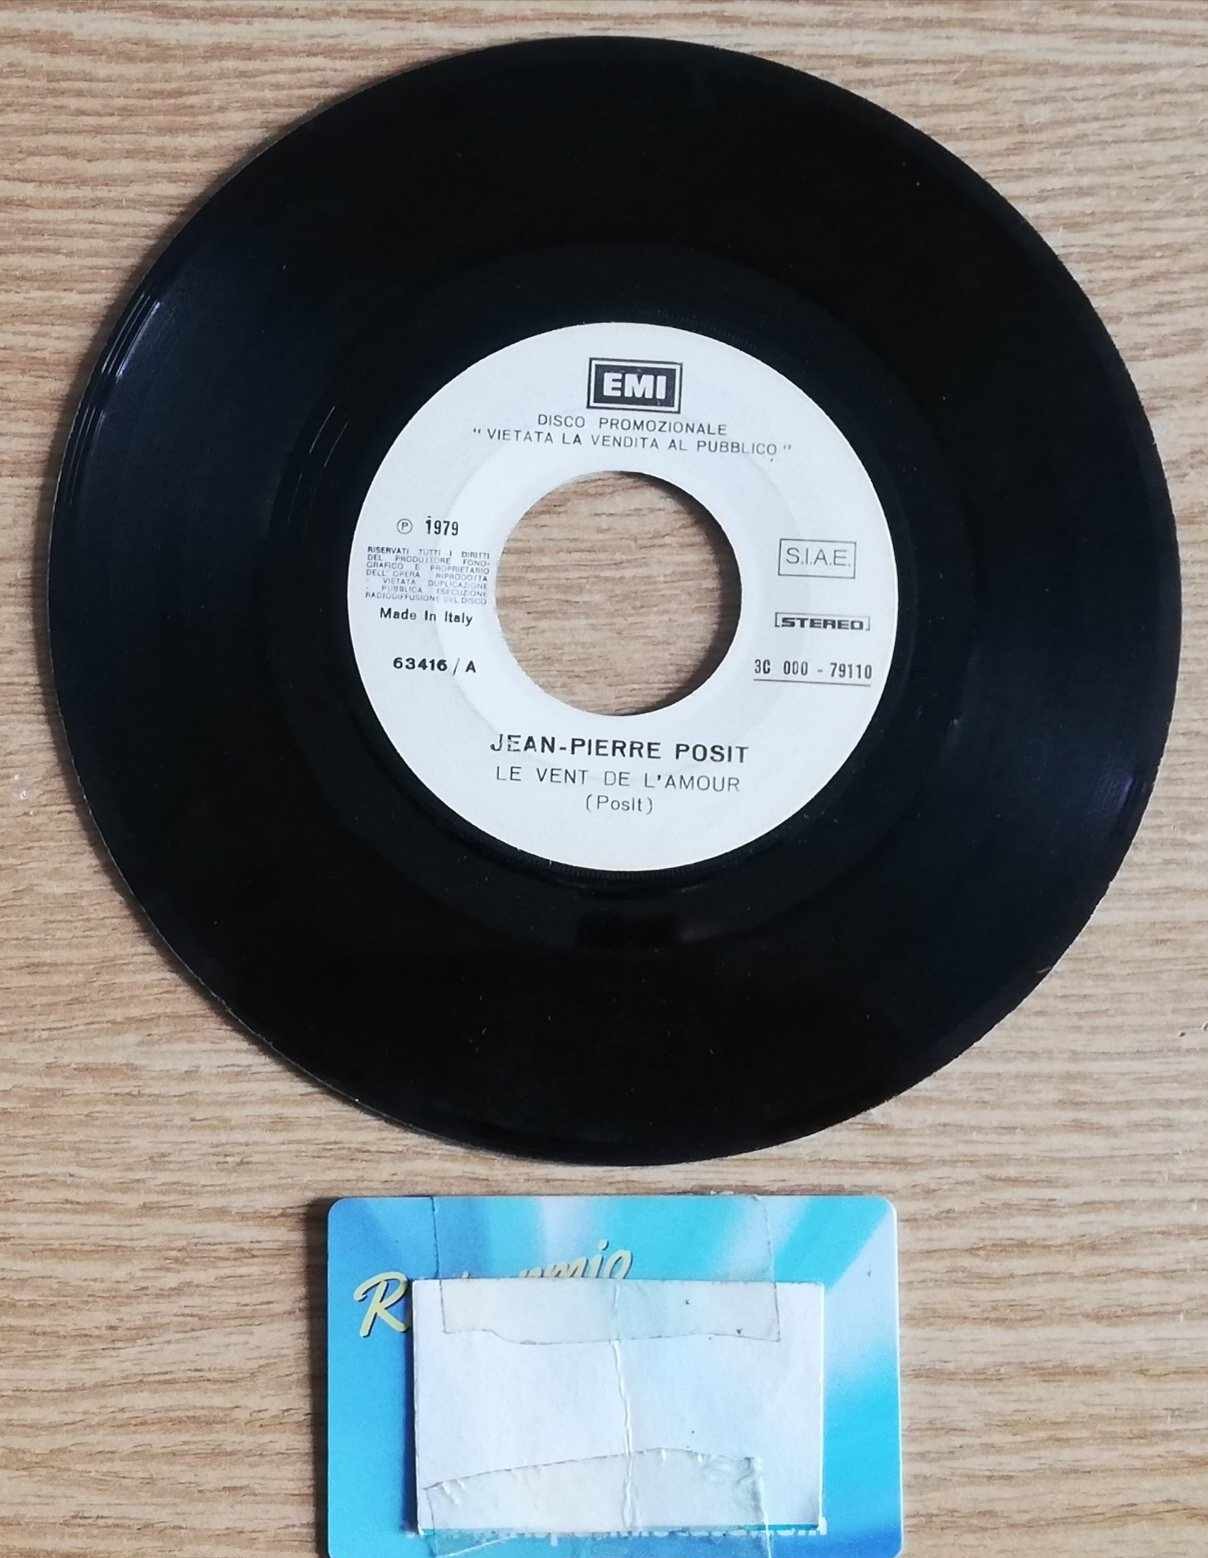 EMI
DISCO PROMOZIONALE
"VIETATA LA VENDITA AL PUBBLICO"
Ⓟ 1979
RISERVATI TUTTI I DIRITTI
DEL PRODUTTORE FONO-
GRAFICO E PROPRIETARIO
DELL'OPERA RIPRODOTTA
- VIETATA DUPLICAZIONE
- PUBBLICA ESECUZIONE
RADIODIFFUSIONE DEL DISCO
Made In Italy
63416/A
S.I.A.E.
STEREO
3C 000 - 79110
JEAN-PIERRE POSIT
LE VENT DE L'AMOUR
(Posit)